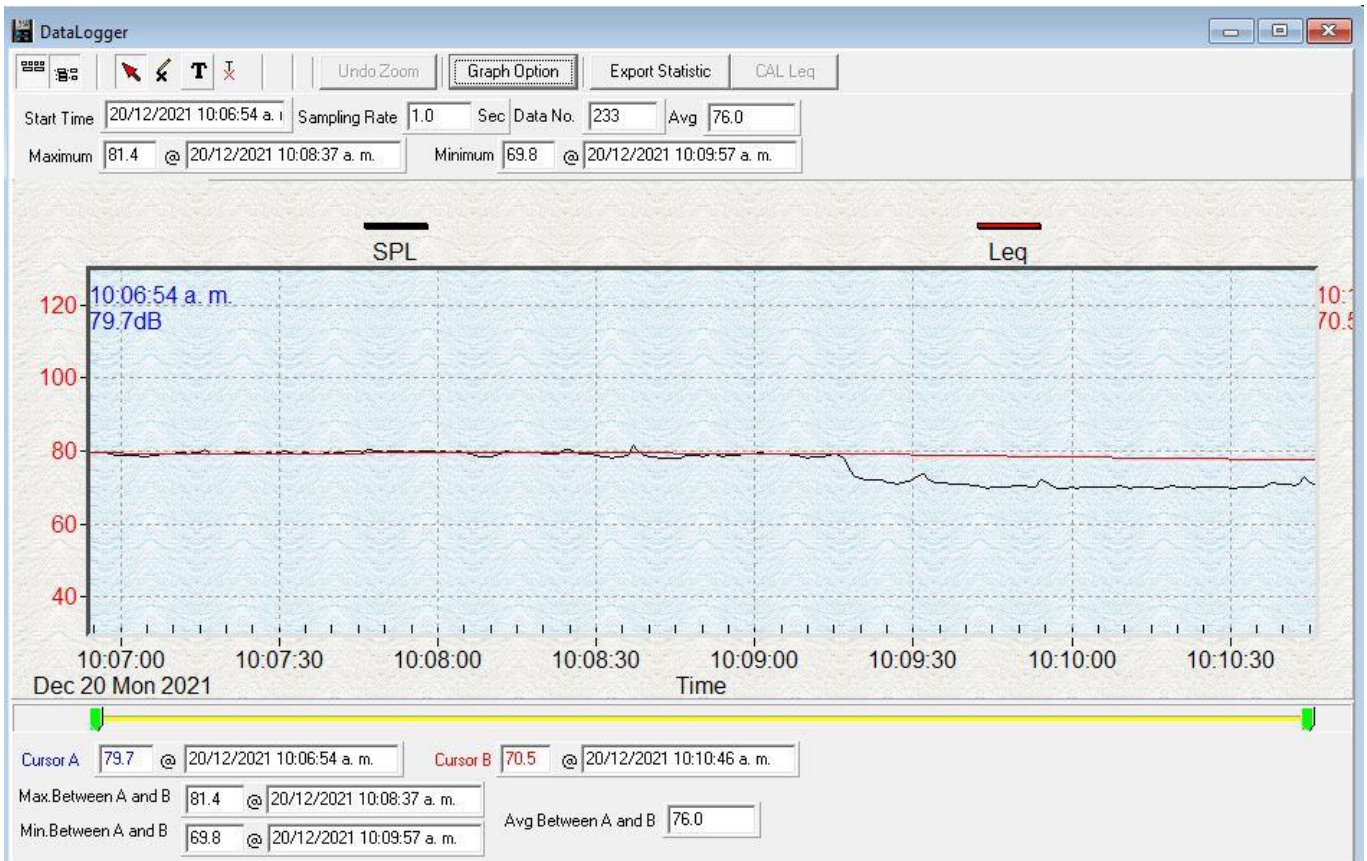 DataLogger
T T Undo Zoom Graph Option Export Statistic CAL Leq
Start Time 20/12/2021 10:06:54 a. Sampling Rate 1.0 Sec Data No. 233 Avg 76.0
Maximum 81.4 @ 20/12/2021 10:08:37 a. m. Minimum 69.8 @ 20/12/2021 10:09:57 a. m.
SPL Leq
10:06:54 a. m.
79.7dB
10:1
70.5
120
100
80
60
40
10:07:00 10:07:30 10:08:00 10:08:30 10:09:00 10:09:30 10:10:00 10:10:30
Dec 20 Mon 2021 Time
Cursor A 79.7 @ 20/12/2021 10:06:54 a. m. Cursor B 70.5 @ 20/12/2021 10:10:46 a. m.
Max.Between A and B 81.4 @ 20/12/2021 10:08:37 a. m.
Min.Between A and B 69.8 @ 20/12/2021 10:09:57 a. m.
Avg Between A and B 76.0